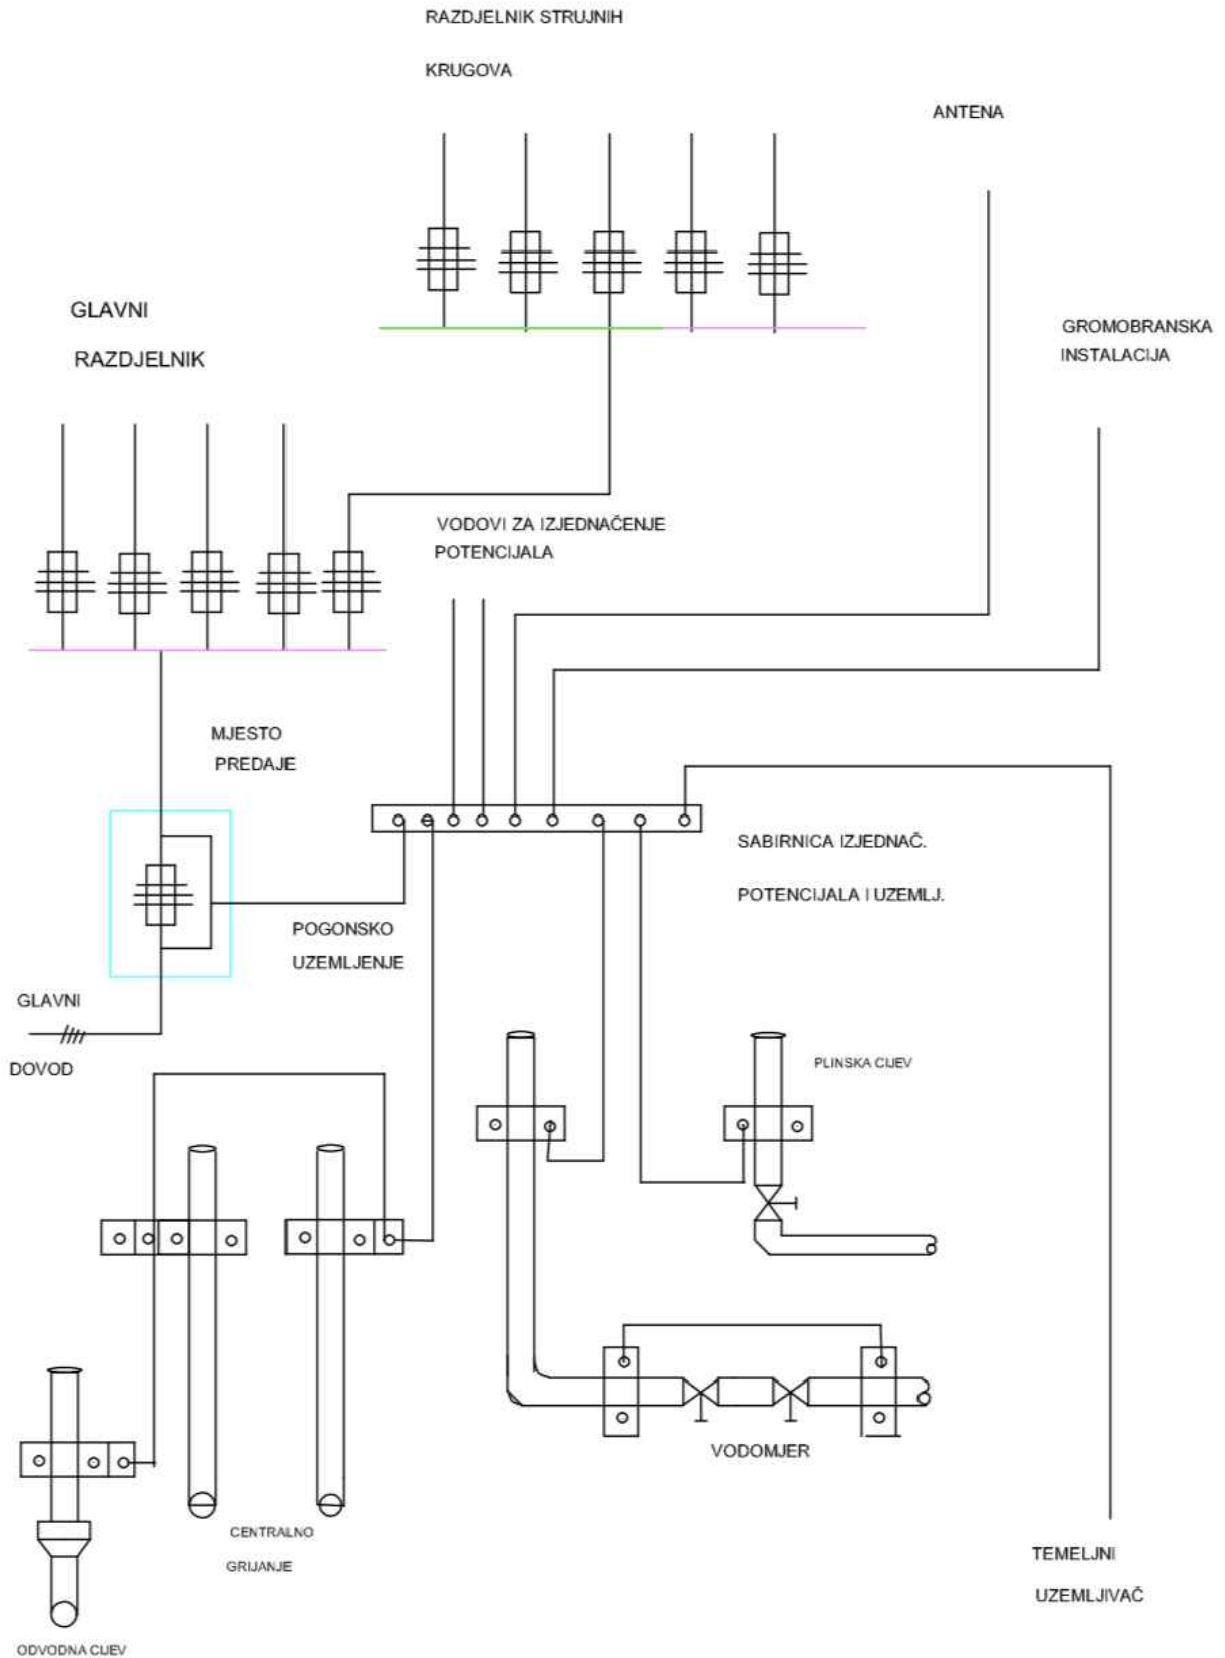 RAZDJELNIK STRUJNIH
KRUGOVA
ANTENA
GLAVNI
RAZDJELNIK
GROMOBRANSKA
INSTALACIJA
VODOVI ZA IZJEDNAČENJE
POTENCIJALA
MJESTO
PREDAJE
SABIRNICA IZJEDNAČ.
POTENCIJALA I UZEMLJ.
POGONSKO
UZEMLJENJE
GLAVNI
DOVOD
PLINSKA CIJEV
VODOMJER
CENTRALNO
GRIJANJE
TEMELJNI
UZEMLJIVAČ
ODVODNA CIJEV